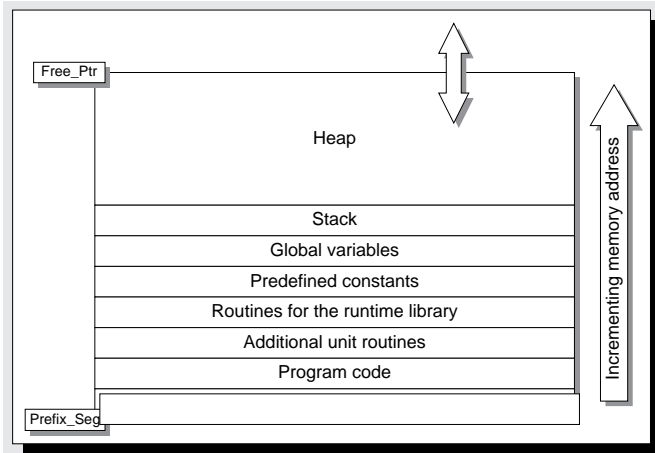 Free_Ptr
Heap
Stack
Global variables
Predefined constants
Routines for the runtime library
Additional unit routines
Program code
Prefix_Seg
Incrementing memory address